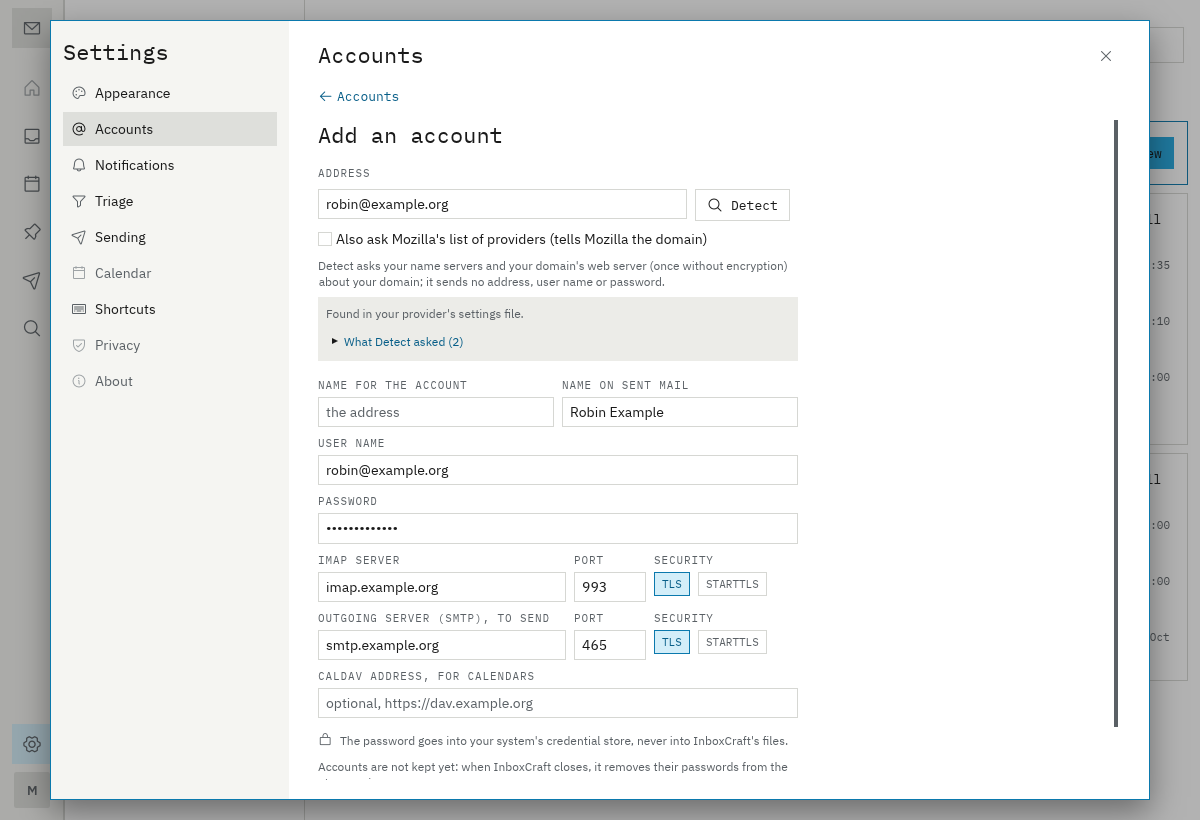 Settings
Appearance
Accounts
Notifications
Triage
Sending
Calendar
Shortcuts
Privacy
About
M
Accounts
← Accounts
Add an account
ADDRESS
robin@example.org
Detect
Also ask Mozilla's list of providers (tells Mozilla the domain)
Detect asks your name servers and your domain's web server (once without encryption)
about your domain; it sends no address, user name or password.
Found in your provider's settings file.
What Detect asked (2)
NAME FOR THE ACCOUNT
NAME ON SENT MAIL
the address
Robin Example
USER NAME
robin@example.org
PASSWORD
•••••••••••••
IMAP SERVER
PORT
SECURITY
imap.example.org
993
TLS
STARTTLS
OUTGOING SERVER (SMTP), TO SEND
PORT
SECURITY
smtp.example.org
465
TLS
STARTTLS
CALDAV ADDRESS, FOR CALENDARS
optional, https://dav.example.org
The password goes into your system's credential store, never into InboxCraft's files.
Accounts are not kept yet: when InboxCraft closes, it removes their passwords from the
:35
:10
:00
:00
:00
Oct